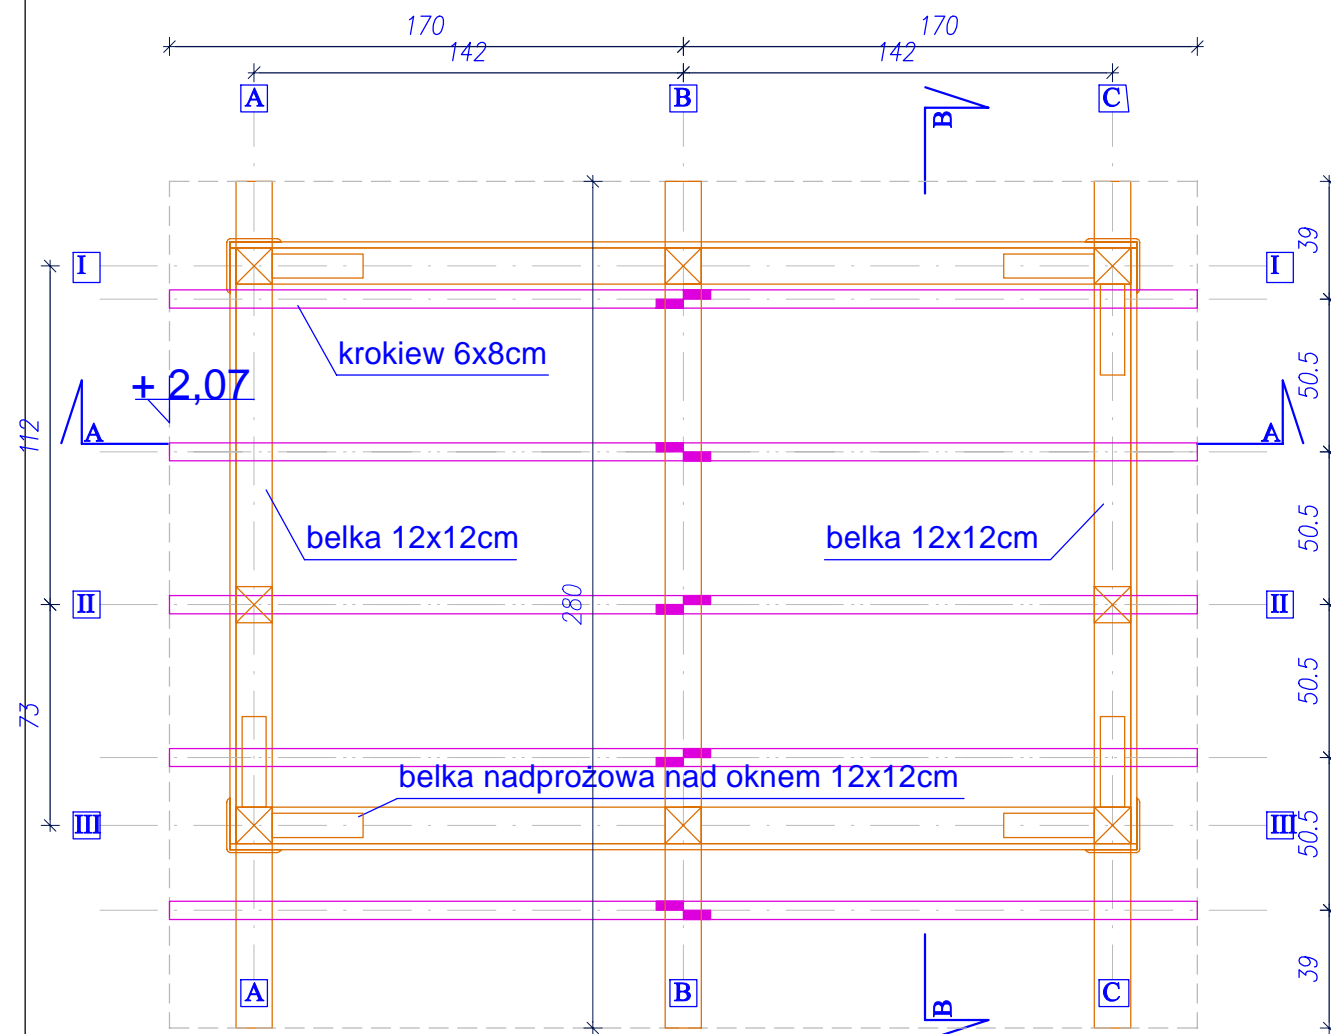 170
170
142
142
A
B
C
B
I
I
39
krokiew 6x8cm
+ 2,07
50.5
A
A
112
belka 12x12cm
belka 12x12cm
50.5
II
II
280
50.5
73
belka nadprożowa nad oknem 12x12cm
III
III
50.5
39
A
B
C
B